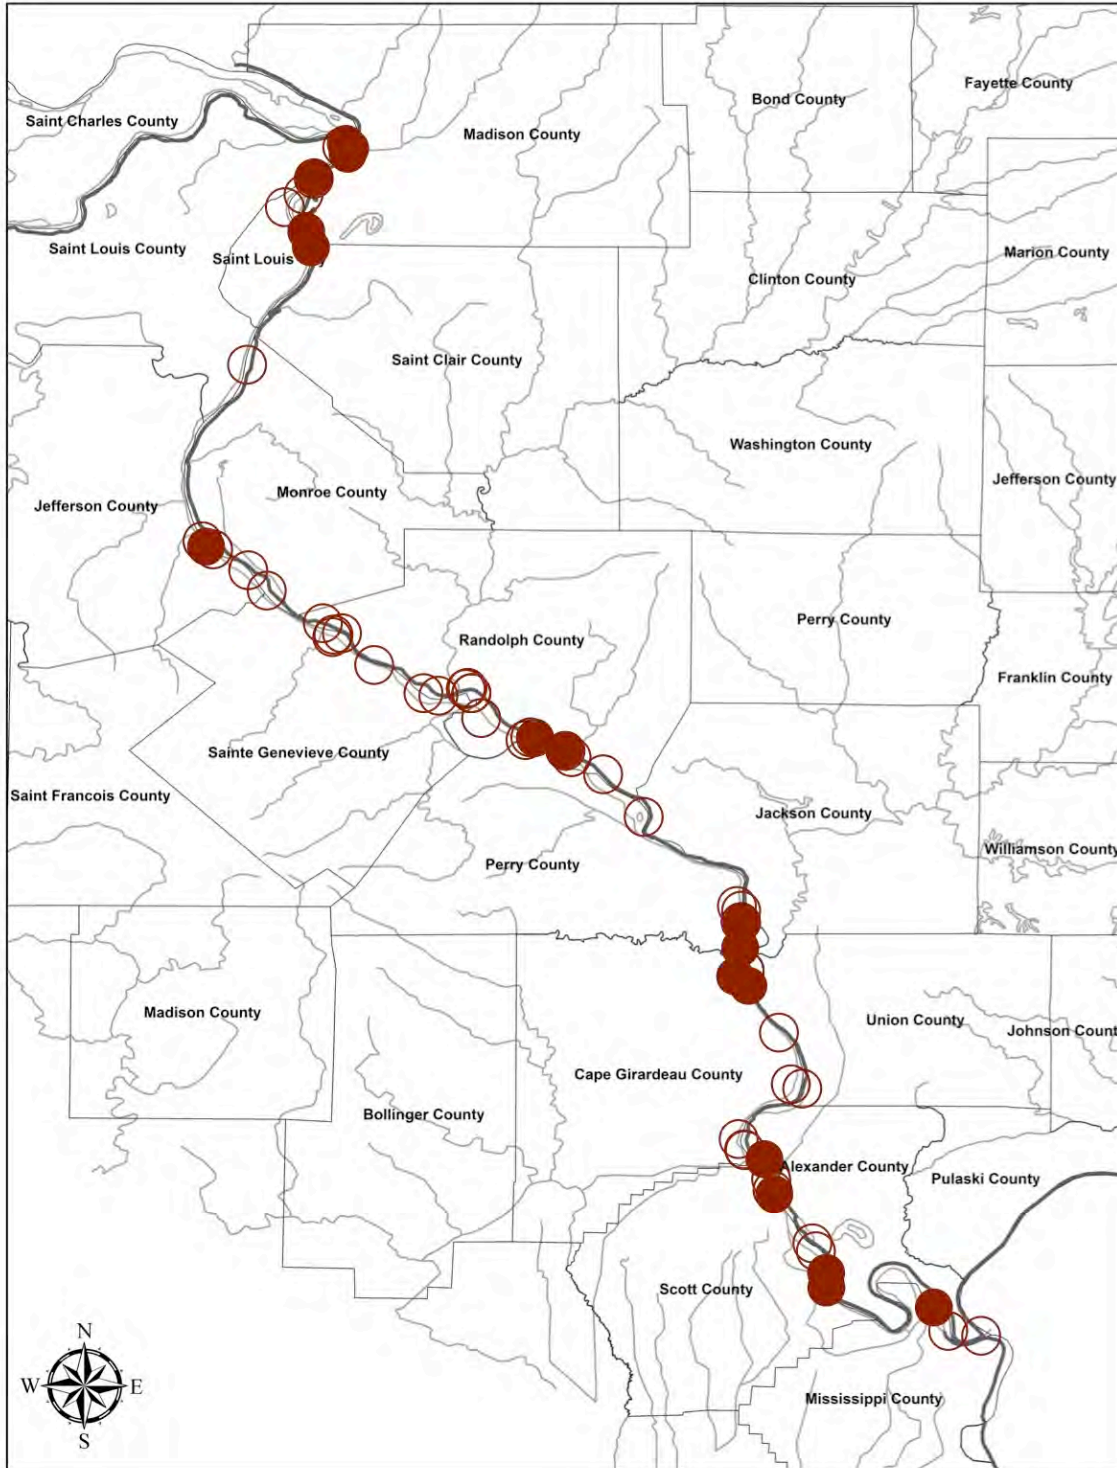 Fayette County
Bond County
Saint Charles County
Madison County
Saint Louis County
Saint Louis
Marion County
Clinton County
Saint Clair County
Washington County
Jefferson County
Monroe County
Jefferson County
Randolph County
Perry County
Franklin County
Sainte Genevieve County
Saint Francois County
Jackson County
Williamson County
Perry County
Madison County
Union County
Johnson Count
Cape Girardeau County
Bollinger County
Alexander County
Pulaski County
Scott County
Mississippi County
N
W E
S